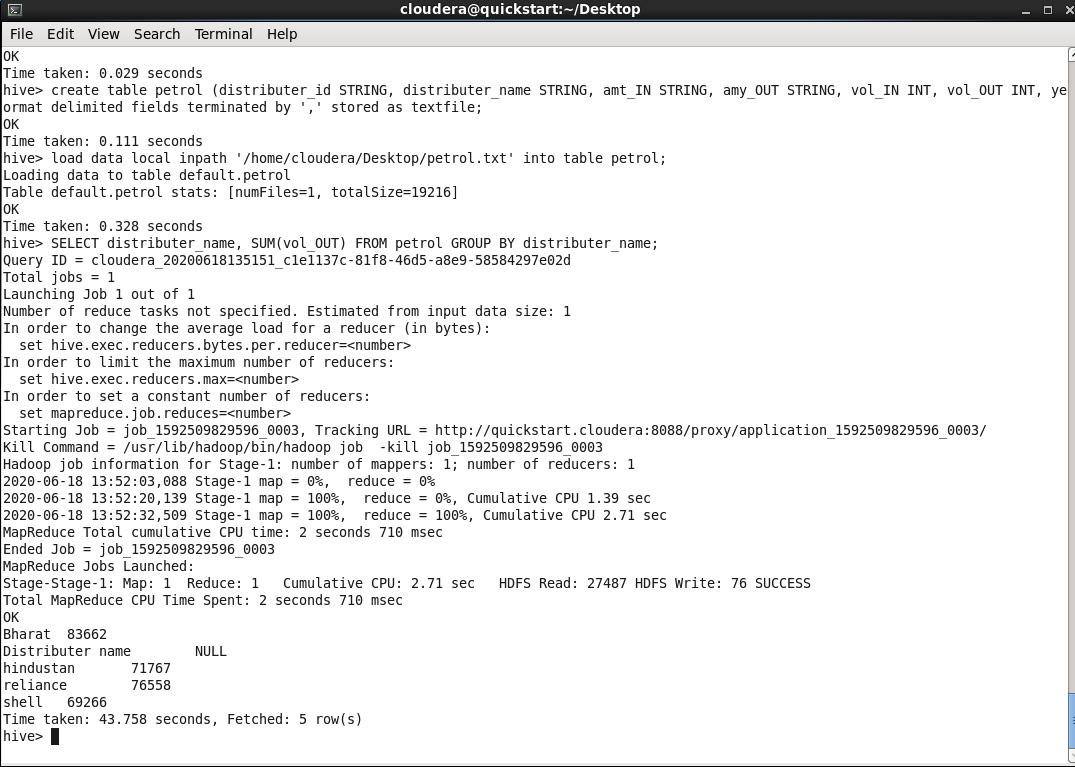 cloudera@quickstart:~/Desktop
File Edit View Search Terminal Help
OK
Time taken: 0.029 seconds
hive> create table petrol (distributer_id STRING, distributer_name STRING, amt_IN STRING, amy_OUT STRING, vol_IN INT, vol_OUT INT, ye
ormat delimited fields terminated by ',' stored as textfile;
OK
Time taken: 0.111 seconds
hive> load data local inpath '/home/cloudera/Desktop/petrol.txt' into table petrol;
Loading data to table default.petrol
Table default.petrol stats: [numFiles=1, totalSize=19216]
OK
Time taken: 0.328 seconds
hive> SELECT distributer_name, SUM(vol_OUT) FROM petrol GROUP BY distributer_name;
Query ID = cloudera_20200618135151_c1e1137c-81f8-46d5-a8e9-58584297e02d
Total jobs = 1
Launching Job 1 out of 1
Number of reduce tasks not specified. Estimated from input data size: 1
In order to change the average load for a reducer (in bytes):
  set hive.exec.reducers.bytes.per.reducer=<number>
In order to limit the maximum number of reducers:
  set hive.exec.reducers.max=<number>
In order to set a constant number of reducers:
  set mapreduce.job.reduces=<number>
Starting Job = job_1592509829596_0003, Tracking URL = http://quickstart.cloudera:8088/proxy/application_1592509829596_0003/
Kill Command = /usr/lib/hadoop/bin/hadoop job  -kill job_1592509829596_0003
Hadoop job information for Stage-1: number of mappers: 1; number of reducers: 1
2020-06-18 13:52:03,088 Stage-1 map = 0%,  reduce = 0%
2020-06-18 13:52:20,139 Stage-1 map = 100%,  reduce = 0%, Cumulative CPU 1.39 sec
2020-06-18 13:52:32,509 Stage-1 map = 100%,  reduce = 100%, Cumulative CPU 2.71 sec
MapReduce Total cumulative CPU time: 2 seconds 710 msec
Ended Job = job_1592509829596_0003
MapReduce Jobs Launched:
Stage-Stage-1: Map: 1  Reduce: 1   Cumulative CPU: 2.71 sec   HDFS Read: 27487 HDFS Write: 76 SUCCESS
Total MapReduce CPU Time Spent: 2 seconds 710 msec
OK
Bharat  83662
Distributer name        NULL
hindustan       71767
reliance        76558
shell   69266
Time taken: 43.758 seconds, Fetched: 5 row(s)
hive>